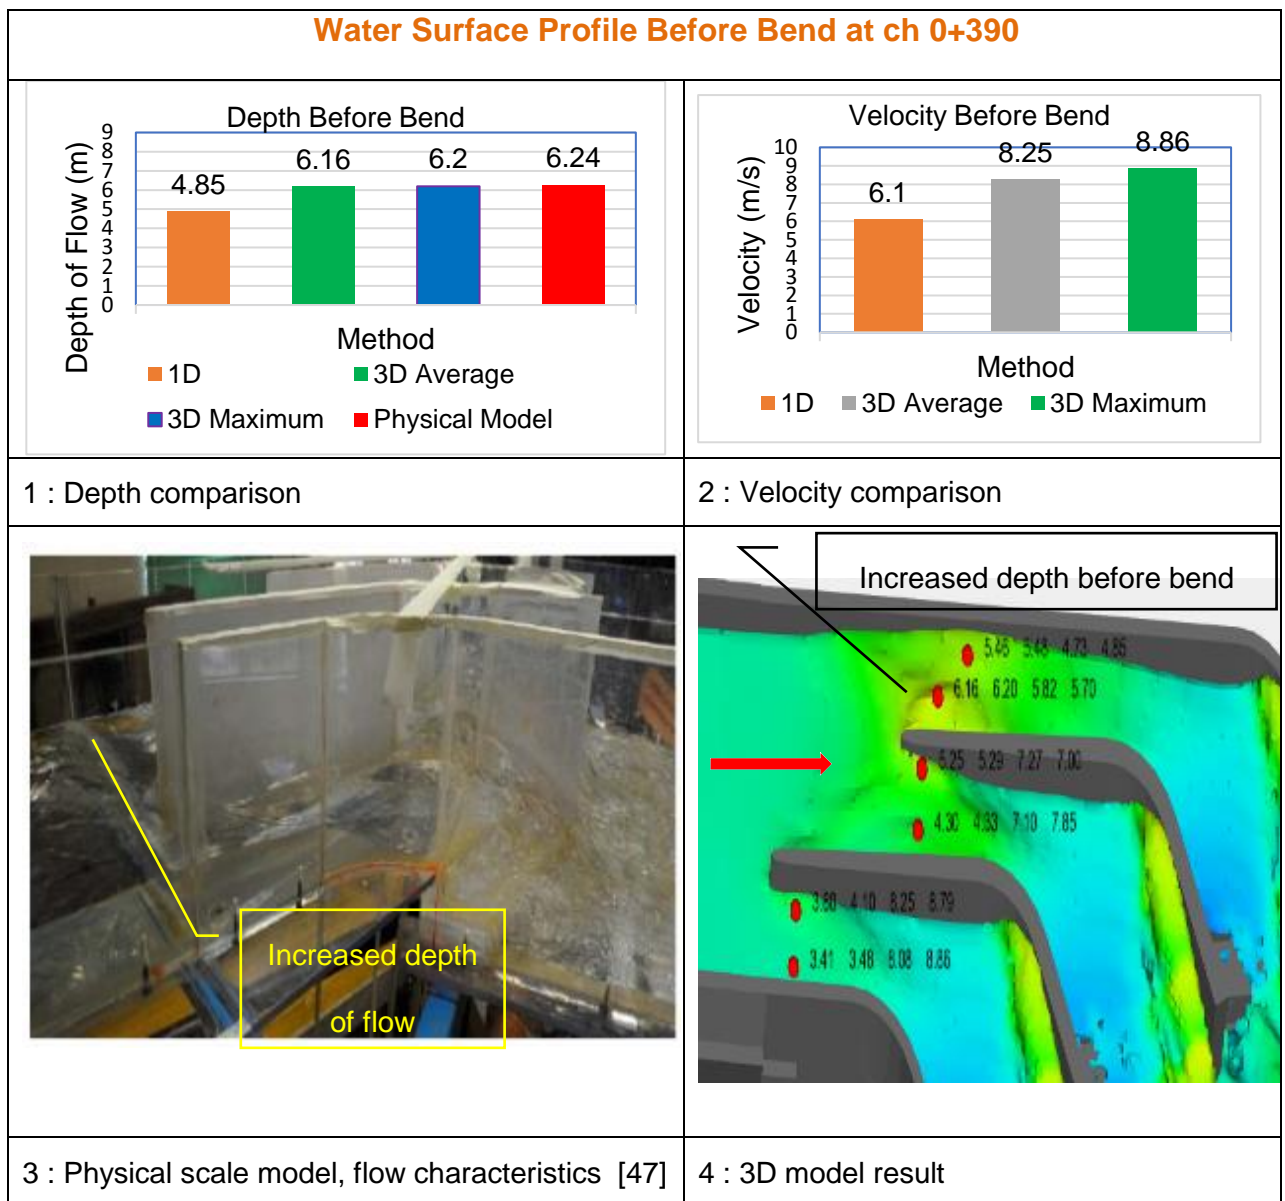 Water Surface Profile Before Bend at ch 0+390
Depth Before Bend
Depth of Flow (m)
9
8
7
6
5
4
3
2
1
0
4.85
6.16
6.2
6.24
Method
1D
3D Average
3D Maximum
Physical Model
Velocity Before Bend
Velocity (m/s)
10
9
8
7
6
5
4
3
2
1
0
6.1
8.25
8.86
Method
1D
3D Average
3D Maximum
1 : Depth comparison
2 : Velocity comparison
Increased depth
of flow
Increased depth before bend
5.48 4.73 4.85
6.16 6.20 5.82 5.70
5.29 7.27 7.00
4.30 4.33 7.10 7.85
4.10 8.25 8.79
3.41 3.48 8.08 8.86
3 : Physical scale model, flow characteristics [47]
4 : 3D model result